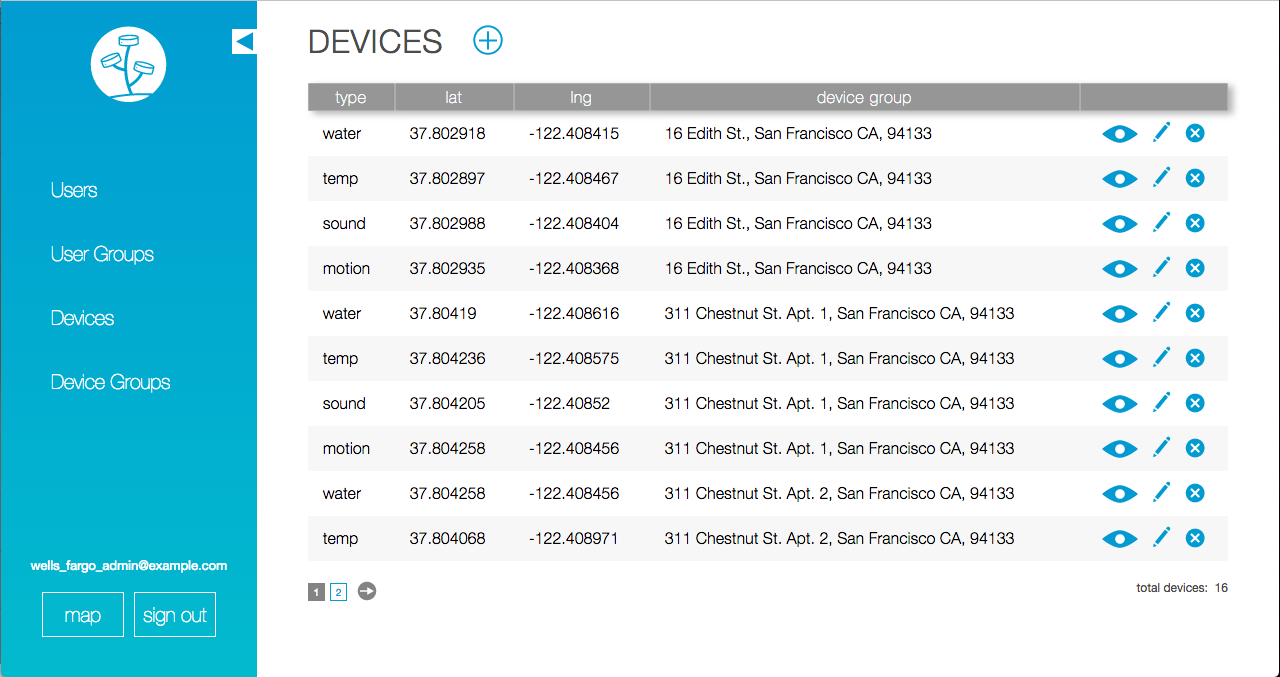 DEVICES
type lat lng device group
water 37.802918 -122.408415 16 Edith St., San Francisco CA, 94133
temp 37.802897 -122.408467 16 Edith St., San Francisco CA, 94133
sound 37.802988 -122.408404 16 Edith St., San Francisco CA, 94133
motion 37.802935 -122.408368 16 Edith St., San Francisco CA, 94133
water 37.80419 -122.408616 311 Chestnut St. Apt. 1, San Francisco CA, 94133
temp 37.804236 -122.408575 311 Chestnut St. Apt. 1, San Francisco CA, 94133
sound 37.804205 -122.40852 311 Chestnut St. Apt. 1, San Francisco CA, 94133
motion 37.804258 -122.408456 311 Chestnut St. Apt. 1, San Francisco CA, 94133
water 37.804258 -122.408456 311 Chestnut St. Apt. 2, San Francisco CA, 94133
temp 37.804068 -122.408971 311 Chestnut St. Apt. 2, San Francisco CA, 94133
1 2
total devices: 16
Users
User Groups
Devices
Device Groups
wells_fargo_admin@example.com
map
sign out